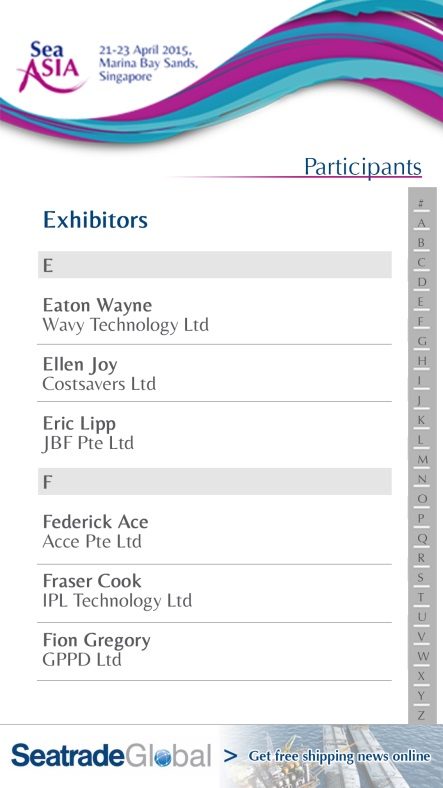 Sea
ASIA
21-23 April 2015,
Marina Bay Sands,
Singapore
Participants
Exhibitors
E
Eaton Wayne
Wavy Technology Ltd
Ellen Joy
Costsavers Ltd
Eric Lipp
JBF Pte Ltd
F
Federick Ace
Acce Pte Ltd
Fraser Cook
IPL Technology Ltd
Fion Gregory
GPPD Ltd
#
A
B
C
D
E
F
G
H
I
J
K
L
M
N
O
P
Q
R
S
T
U
V
W
X
Y
Z
SeatradeGlobal > Get free shipping news online